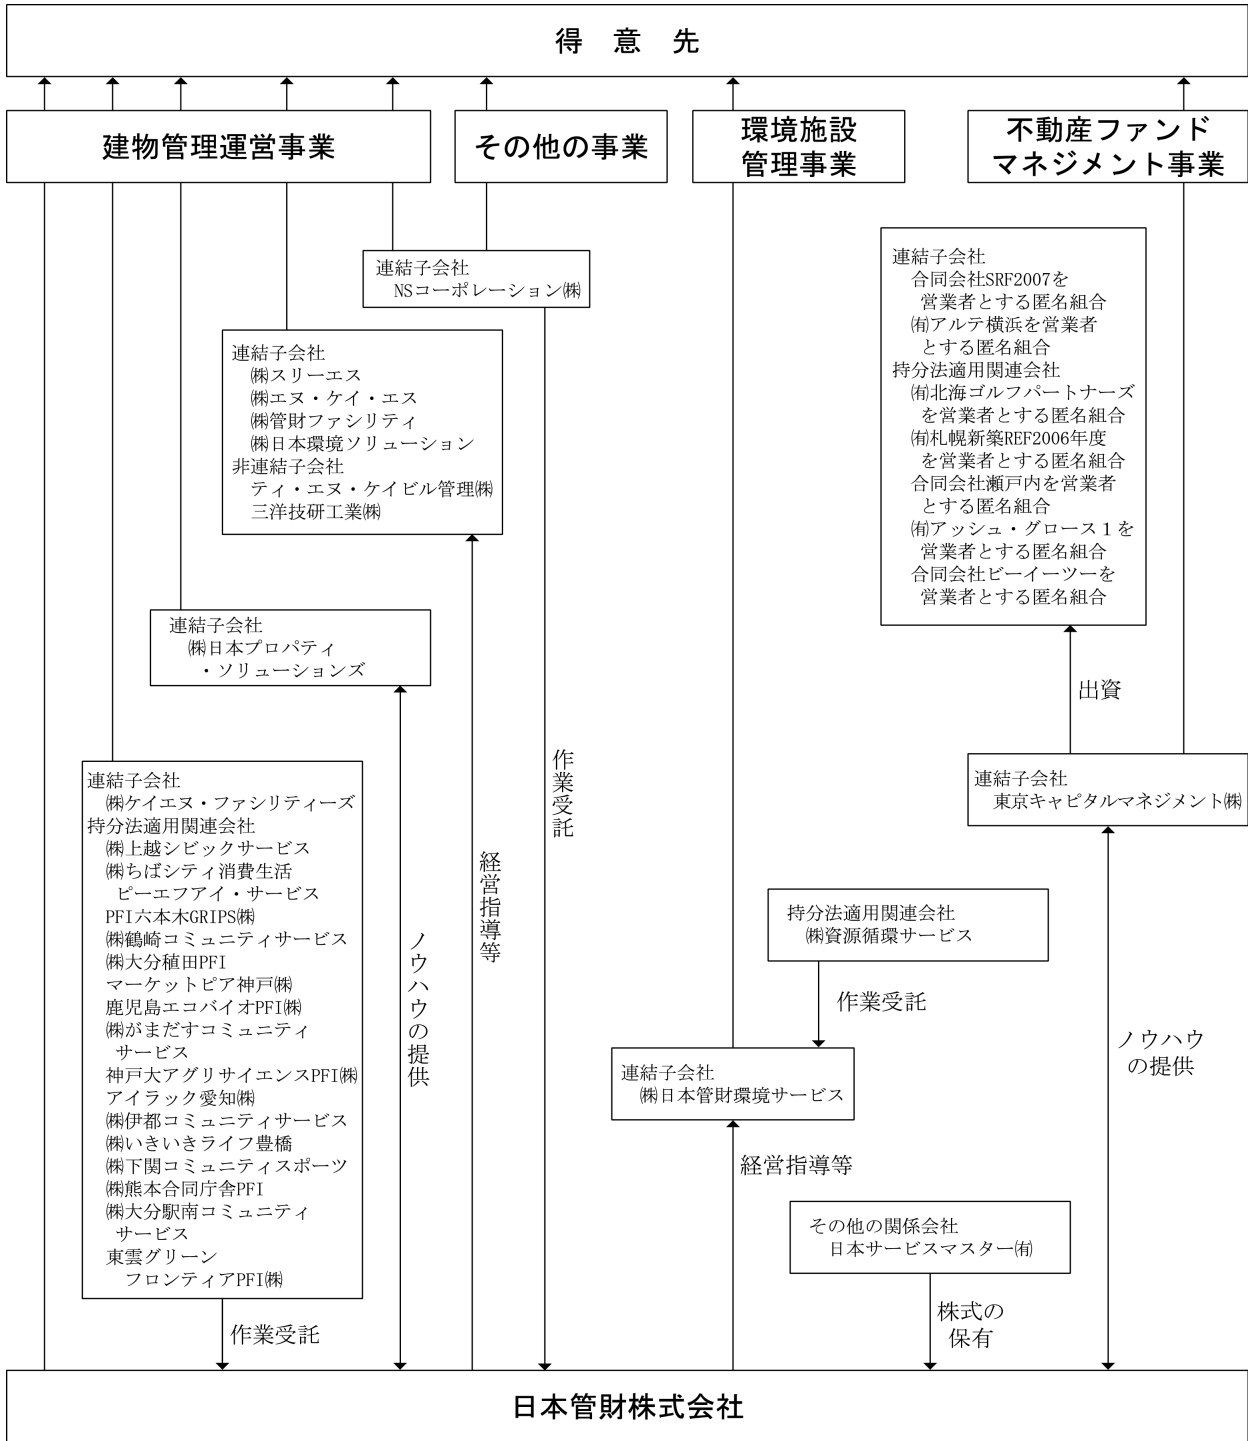 得 意 先
建物管理運営事業
その他の事業
環境施設
管理事業
不動産ファンド
マネジメント事業
連結子会社
NSコーポレーション㈱
連結子会社
合同会社SRF2007を
営業者とする匿名組合
㈲アルテ横浜を営業者
とする匿名組合
持分法適用関連会社
㈲北海ゴルフパートナーズ
を営業者とする匿名組合
㈲札幌新築REF2006年度
を営業者とする匿名組合
合同会社瀬戸内を営業者
とする匿名組合
㈲アッシュ・グロース１を
営業者とする匿名組合
合同会社ビーイーツーを
営業者とする匿名組合
連結子会社
㈱スリーエス
㈱エヌ・ケイ・エス
㈱管財ファシリティ
㈱日本環境ソリューション
非連結子会社
ティ・エヌ・ケイビル管理㈱
三洋技研工業㈱
連結子会社
㈱日本プロパティ
・ソリューションズ
出資
連結子会社
東京キャピタルマネジメント㈱
連結子会社
㈱ケイエヌ・ファシリティーズ
持分法適用関連会社
㈱上越シビックサービス
㈱ちばシティ消費生活
ピーエフアイ・サービス
PFI六本木GRIPS㈱
㈱鶴崎コミュニティサービス
㈱大分稙田PFI
マーケットピア神戸㈱
鹿児島エコバイオPFI㈱
㈱がまだすコミュニティ
サービス
神戸大アグリサイエンスPFI㈱
アイラック愛知㈱
㈱伊都コミュニティサービス
㈱いきいきライフ豊橋
㈱下関コミュニティスポーツ
㈱熊本合同庁舎PFI
㈱大分駅南コミュニティ
サービス
東雲グリーン
フロンティアPFI㈱
作業受託
ノウハウの提供
経営指導等
作業受託
持分法適用関連会社
㈱資源循環サービス
作業受託
連結子会社
㈱日本管財環境サービス
経営指導等
ノウハウ
の提供
その他の関係会社
日本サービスマスター㈲
株式の
保有
日本管財株式会社